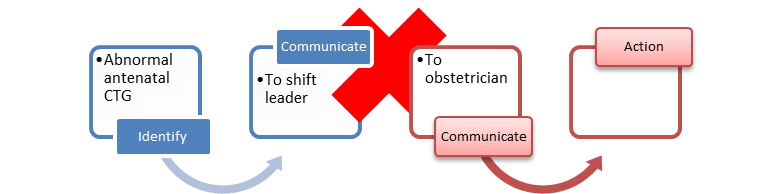 •Abnormal
antenatal
CTG
Identify
Communicate
•To shift
leader
•To
obstetrician
Communicate
Action